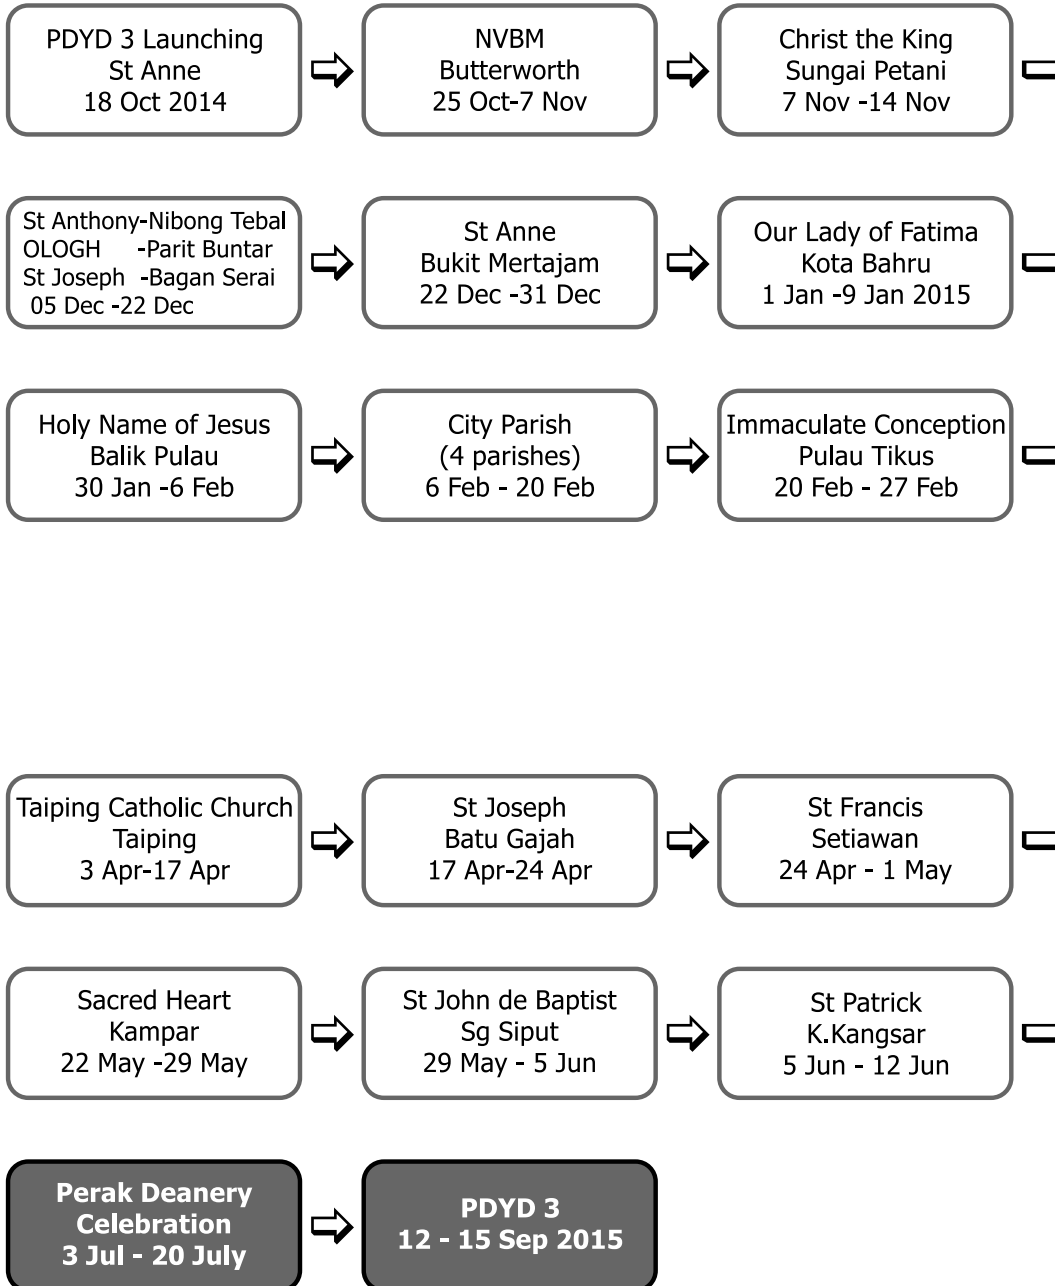 PDYD 3 Launching
St Anne
18 Oct 2014
NVBM
Butterworth
25 Oct-7 Nov
Christ the King
Sungai Petani
7 Nov -14 Nov
St Anthony-Nibong Tebal
OLOGH -Parit Buntar
St Joseph -Bagan Serai
05 Dec -22 Dec
St Anne
Bukit Mertajam
22 Dec -31 Dec
Our Lady of Fatima
Kota Bahru
1 Jan -9 Jan 2015
Holy Name of Jesus
Balik Pulau
30 Jan -6 Feb
City Parish
(4 parishes)
6 Feb - 20 Feb
Immaculate Conception
Pulau Tikus
20 Feb - 27 Feb
Taiping Catholic Church
Taiping
3 Apr-17 Apr
St Joseph
Batu Gajah
17 Apr-24 Apr
St Francis
Setiawan
24 Apr - 1 May
Sacred Heart
Kampar
22 May -29 May
St John de Baptist
Sg Siput
29 May - 5 Jun
St Patrick
K.Kangsar
5 Jun - 12 Jun
Perak Deanery
Celebration
3 Jul - 20 July
PDYD 3
12 - 15 Sep 2015